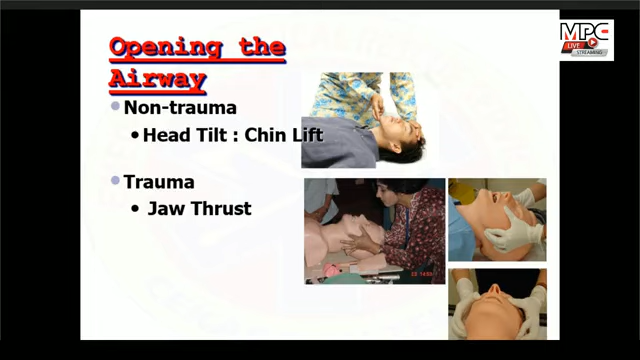 Opening the
Airway
Non-trauma
Head Tilt : Chin Lift
Trauma
Jaw Thrust
MPC
LIVE
STREAMING